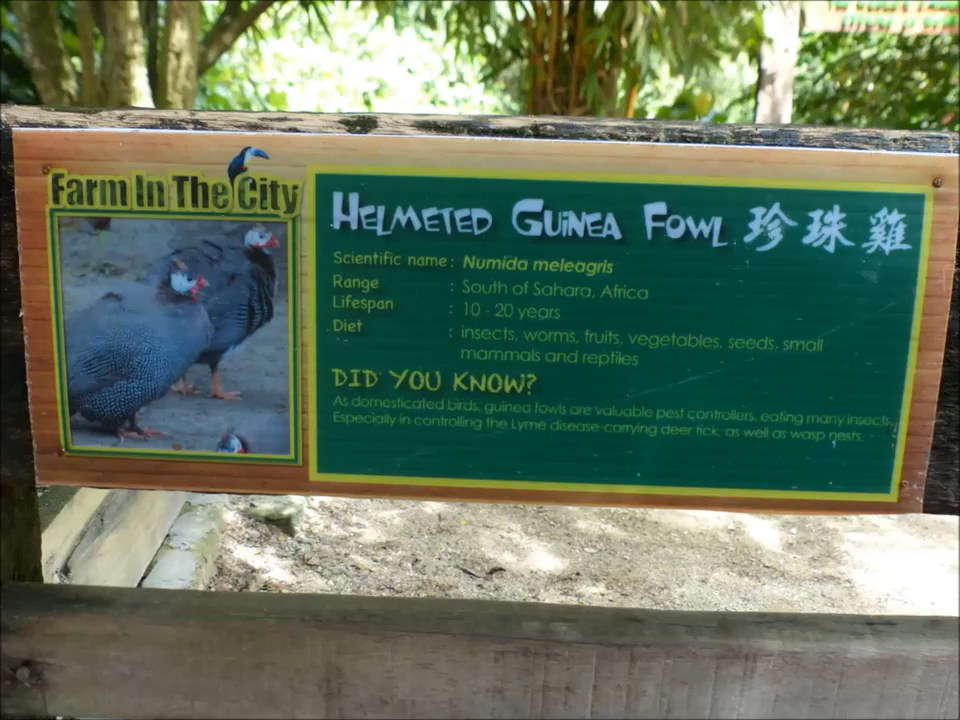 Farm In The City
HELMETED GUINEA FOWL 珍珠雞
Scientific name : Numida meleagris
Range : South of Sahara, Africa
Lifespan : 10 - 20 years
Diet : insects, worms, fruits, vegetables, seeds, small
mammals and reptiles
DID YOU KNOW?
As domesticated birds, guinea fowls are valuable pest controllers, eating many insects.
Especially in controlling the Lyme disease-carrying deer tick, as well as wasp nests.